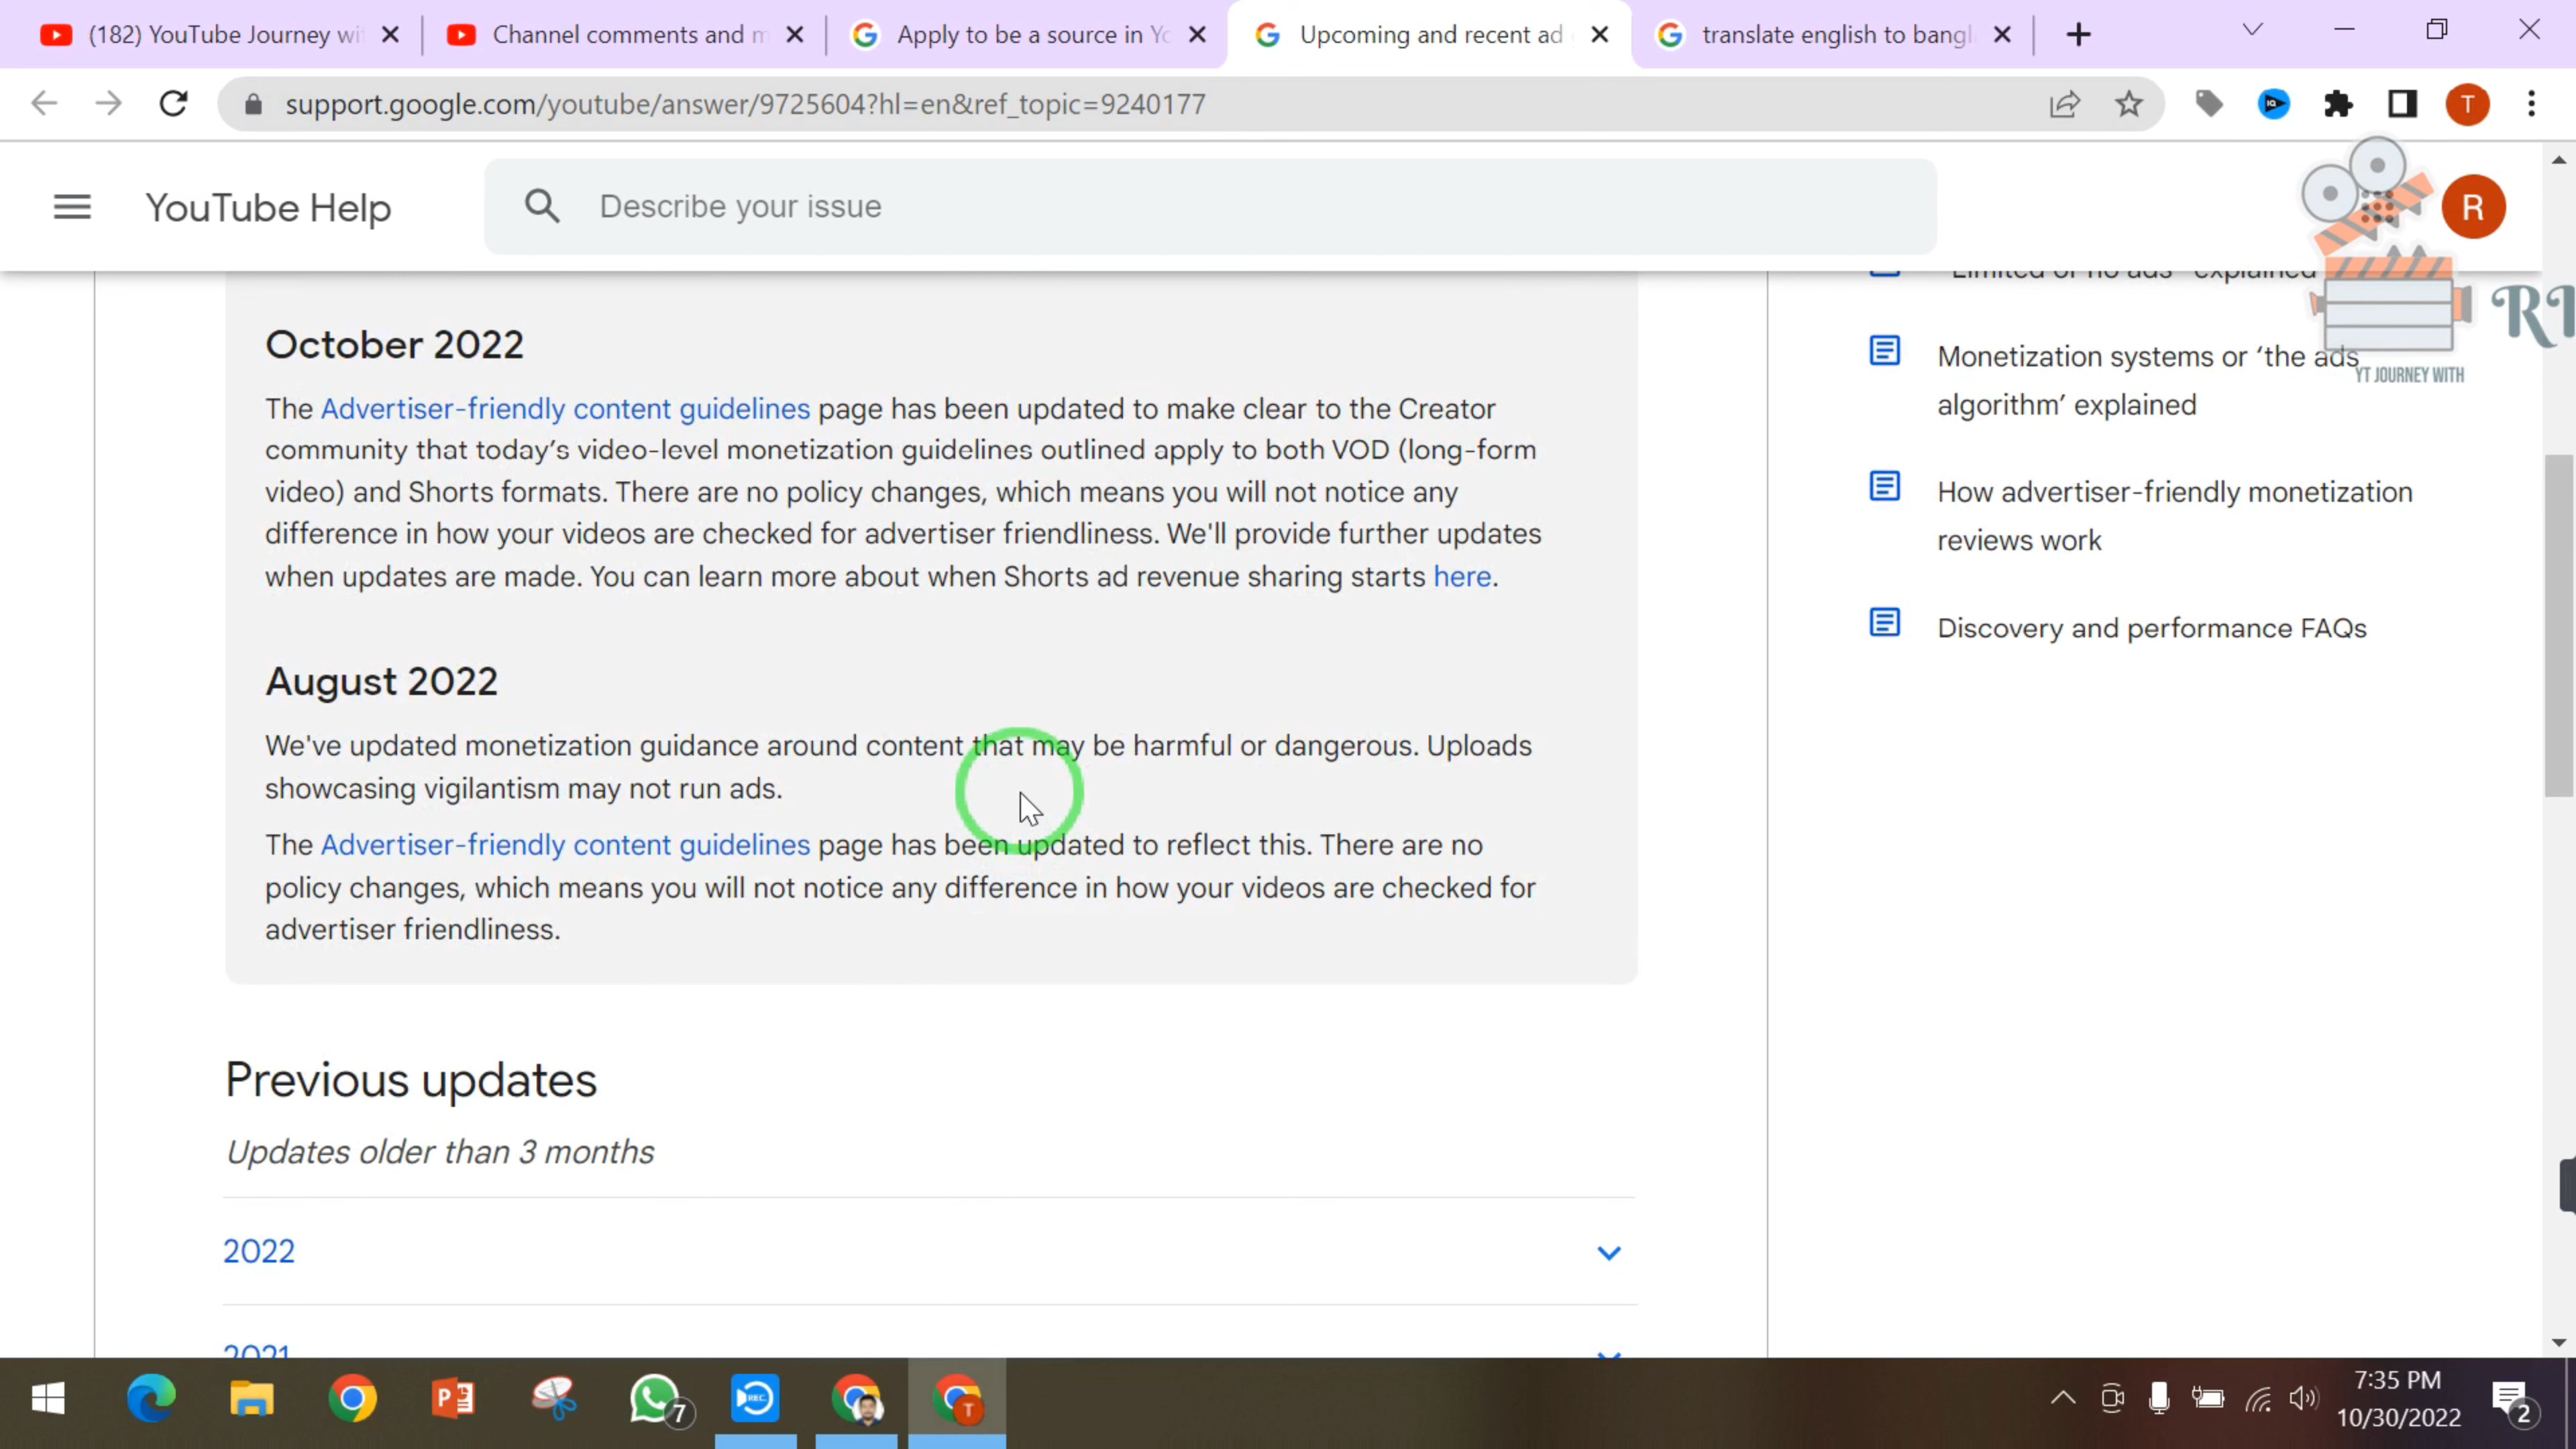 (182) YouTube Journey wi
Channel comments and m
Apply to be a source in Yo
Upcoming and recent ad
translate english to bangl
support.google.com/youtube/answer/9725604?hl=en&ref_topic=9240177
T
YouTube Help
Describe your issue
R
October 2022
The Advertiser-friendly content guidelines page has been updated to make clear to the Creator
community that today's video-level monetization guidelines outlined apply to both VOD (long-form
video) and Shorts formats. There are no policy changes, which means you will not notice any
difference in how your videos are checked for advertiser friendliness. We'll provide further updates
when updates are made. You can learn more about when Shorts ad revenue sharing starts here.
August 2022
We've updated monetization guidance around content that may be harmful or dangerous. Uploads
showcasing vigilantism may not run ads.
The Advertiser-friendly content guidelines page has been updated to reflect this. There are no
policy changes, which means you will not notice any difference in how your videos are checked for
advertiser friendliness.
Previous updates
Updates older than 3 months
2022
2021
"Limited or no ads" explained
Monetization systems or ‘the ads
algorithm’ explained
How advertiser-friendly monetization
reviews work
Discovery and performance FAQs
YT JOURNEY WITH
7
REC
T
7:35 PM
10/30/2022
2